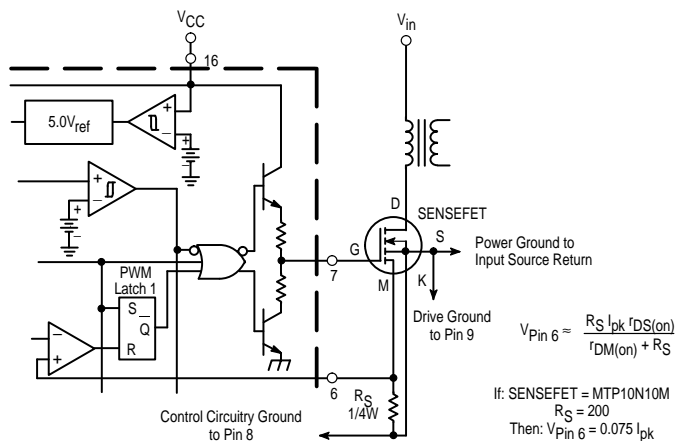 VCC
Vin
16
+
–
5.0Vref
+
–
+
–
+
–
D
SENSEFET
S
G
Power Ground to
Input Source Return
7
K
M
PWM
Latch 1
S
Q
R
Drive Ground
to Pin 9
–
+
VPin 6 ≈ RS Ipk rDS(on)
rDM(on) + RS
6
RS
1/4W
Control Circuitry Ground
to Pin 8
If: SENSEFET = MTP10N10M
RS = 200
Then: VPin 6 = 0.075 Ipk